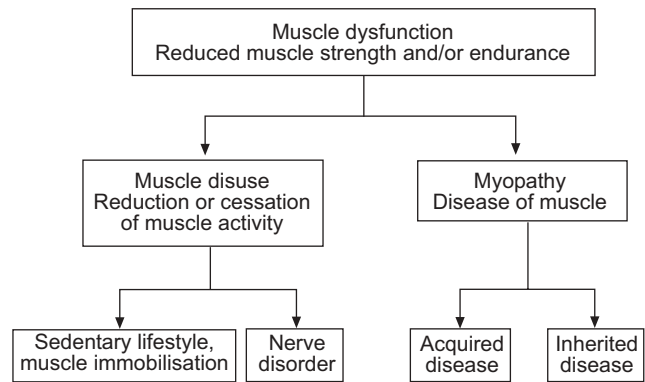 Muscle dysfunction
Reduced muscle strength and/or endurance
Muscle disuse
Reduction or cessation
of muscle activity
Myopathy
Disease of muscle
Sedentary lifestyle,
muscle immobilisation
Nerve
disorder
Acquired
disease
Inherited
disease